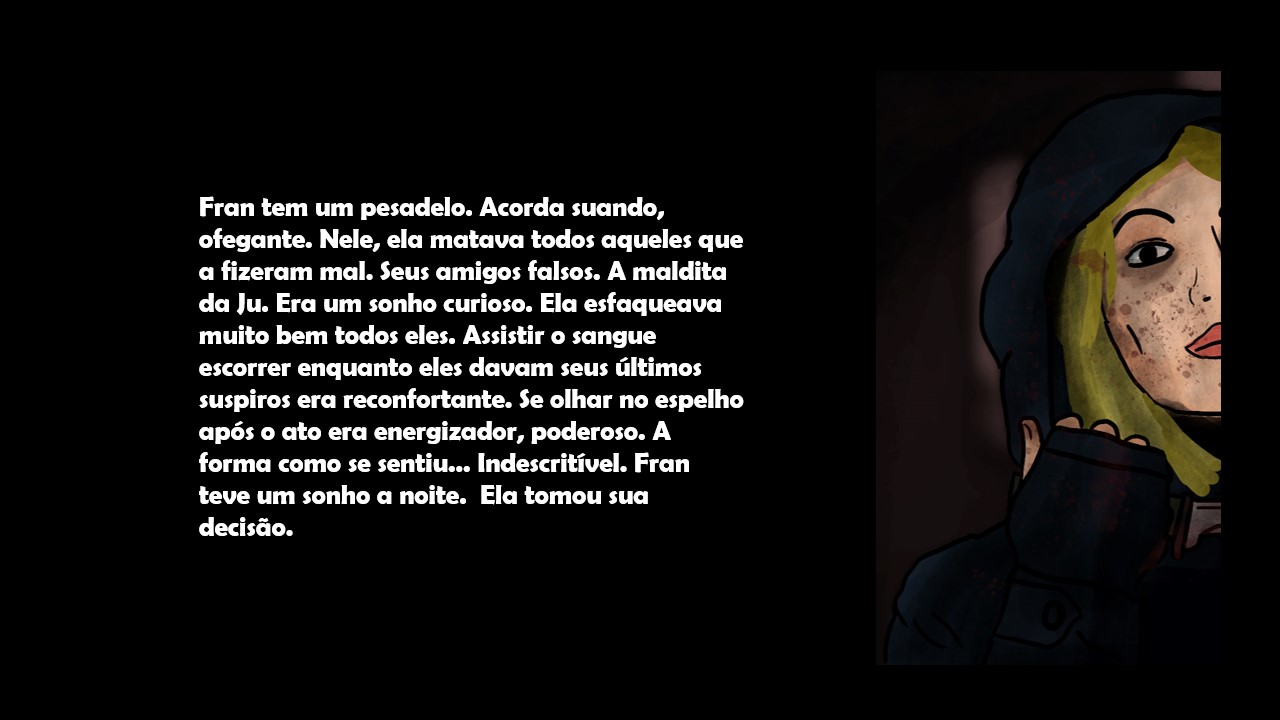 Fran tem um pesadelo. Acorda suando,
ofegante. Nele, ela matava todos aqueles que
a fizeram mal. Seus amigos falsos. A maldita
da Ju. Era um sonho curioso. Ela esfaqueava
muito bem todos eles. Assistir o sangue
escorrer enquanto eles davam seus últimos
suspiros era reconfortante. Se olhar no espelho
após o ato era energizador, poderoso. A
forma como se sentiu... Indescritível. Fran
teve um sonho a noite.  Ela tomou sua
decisão.